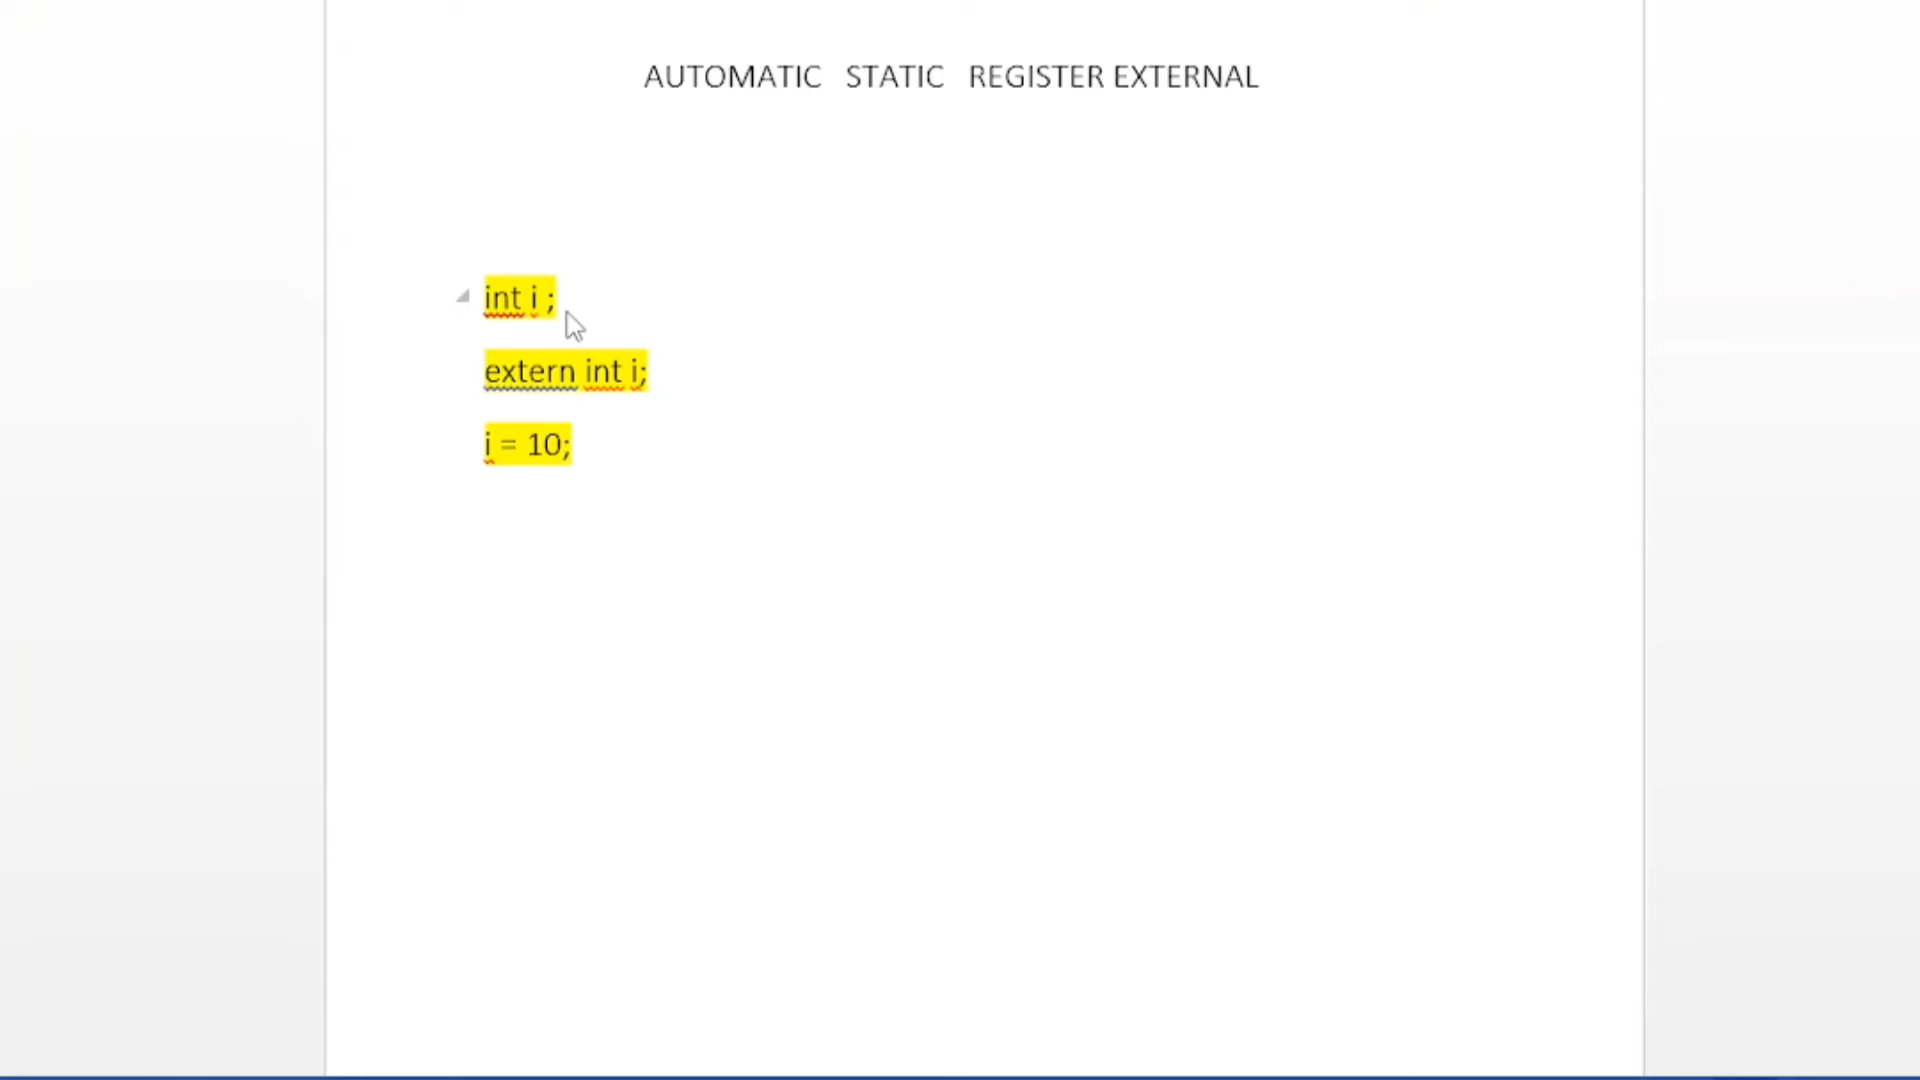 AUTOMATIC STATIC REGISTER EXTERNAL
int i ;
extern int i;
i = 10;